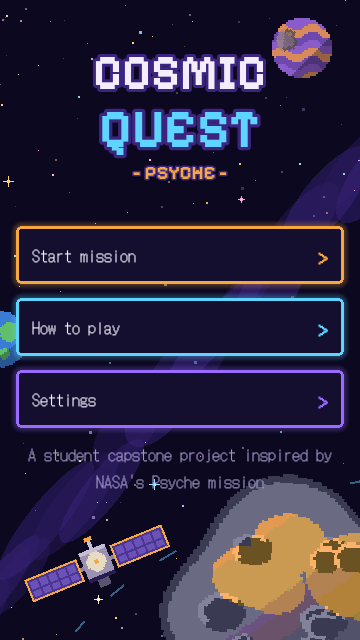 COSMIC
QUEST
-PSYCHE-
Start mission >
How to play >
Settings >
A student capstone project inspired by
NASA's Psyche mission